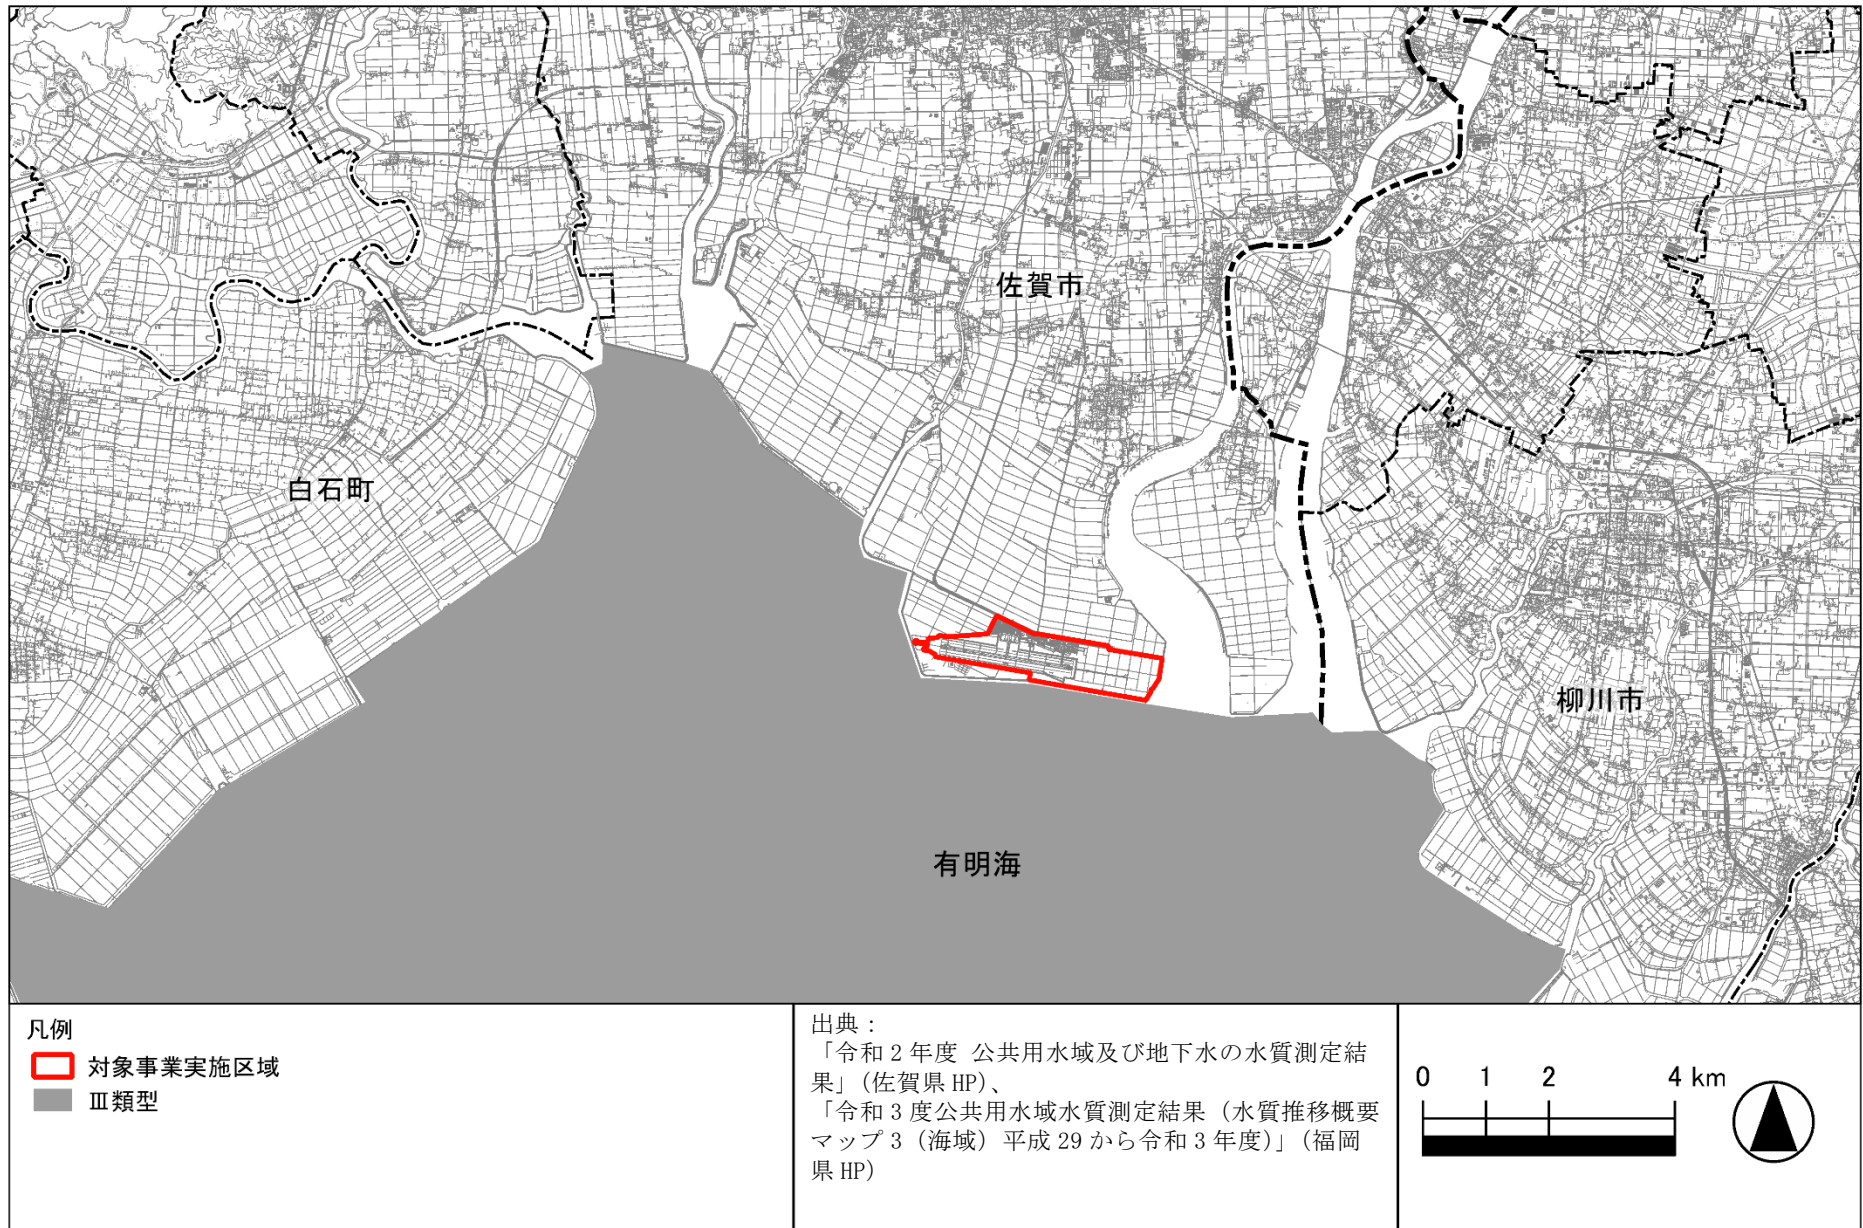 佐賀市
白石町
柳川市
有明海
凡例
対象事業実施区域
Ⅲ類型
出典：
「令和２年度 公共用水域及び地下水の水質測定結
果」（佐賀県 HP）、
「令和３度公共用水域水質測定結果（水質推移概要
マップ３（海域）平成 29 から令和３年度）」（福岡
県 HP）
0 1 2 4 km